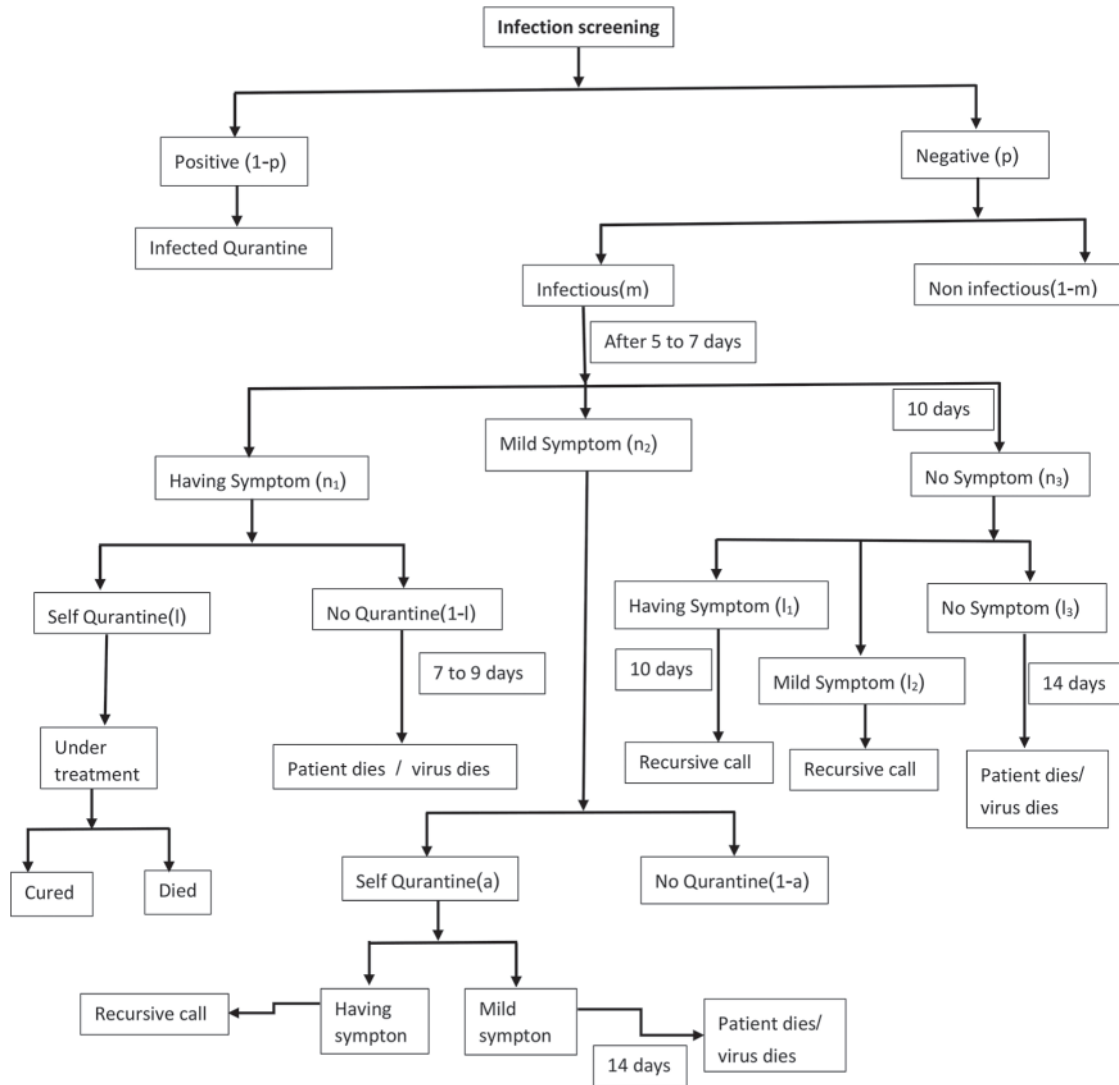 Infection screening
Positive (1-p)
Negative (p)
Infected Qurantine
Infectious(m)
Non infectious(1-m)
After 5 to 7 days
10 days
Mild Symptom (n₂)
Having Symptom (n₁)
No Symptom (n₃)
Self Qurantine(l)
No Qurantine(1-l)
Having Symptom (l₁)
No Symptom (l₃)
7 to 9 days
10 days
Mild Symptom (l₂)
14 days
Under
treatment
Patient dies / virus dies
Recursive call
Recursive call
Patient dies/
virus dies
Cured
Died
Self Qurantine(a)
No Qurantine(1-a)
Recursive call
Having
sympton
Mild
sympton
Patient dies/
virus dies
14 days